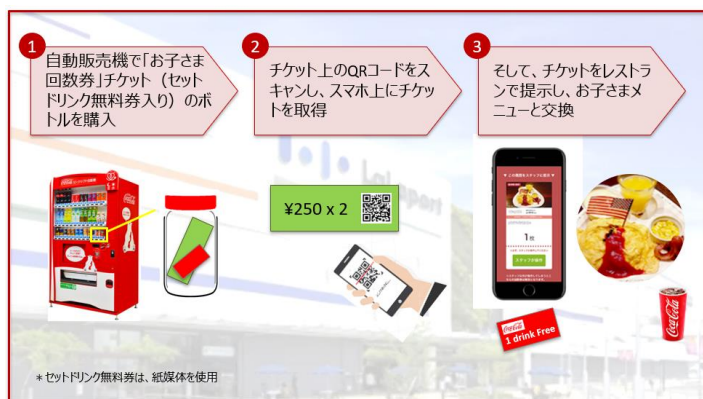 1
自動販売機で「お子さま
回数券」チケット（セット
ドリンク無料券入り）のボ
トルを購入
2
チケット上のQRコードをス
キャンし、スマホ上にチケッ
トを取得
3
そして、チケットをレストラ
ンで提示し、お子さまメ
ニューと交換
¥250 x 2
1枚
Coca-Cola
1 drink Free
Coca-Cola
＊セットドリンク無料券は、紙媒体を使用